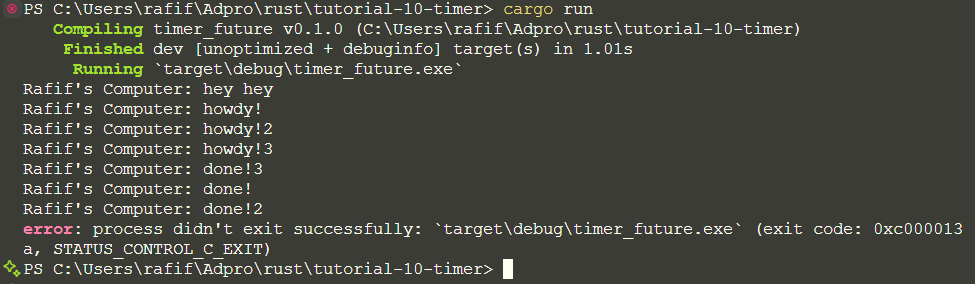 PS C:\Users\rafif\Adpro\rust\tutorial-10-timer> cargo run
Compiling timer_future v0.1.0 (C:\Users\rafif\Adpro\rust\tutorial-10-timer)
Finished dev [unoptimized + debuginfo] target(s) in 1.01s
Running `target\debug\timer_future.exe`
Rafif's Computer: hey hey
Rafif's Computer: howdy!
Rafif's Computer: howdy!2
Rafif's Computer: howdy!3
Rafif's Computer: done!3
Rafif's Computer: done!
Rafif's Computer: done!2
error: process didn't exit successfully: `target\debug\timer_future.exe` (exit code: 0xc000013
a, STATUS_CONTROL_C_EXIT)
PS C:\Users\rafif\Adpro\rust\tutorial-10-timer>